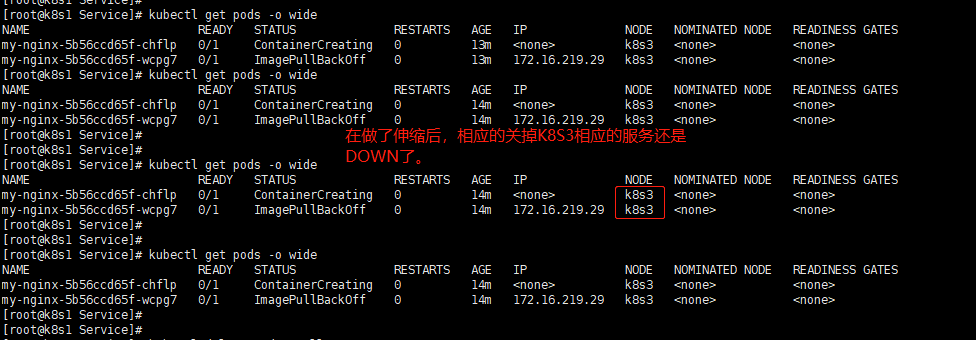 [root@k8s1 Service]# kubectl get pods -o wide
NAME READY STATUS RESTARTS AGE IP NODE NOMINATED NODE READINESS GATES
my-nginx-5b56ccd65f-chflp 0/1 ContainerCreating 0 13m <none> k8s3 <none> <none>
my-nginx-5b56ccd65f-wcpg7 0/1 ImagePullBackOff 0 13m 172.16.219.29 k8s3 <none> <none>
[root@k8s1 Service]# kubectl get pods -o wide
NAME READY STATUS RESTARTS AGE IP NODE NOMINATED NODE READINESS GATES
my-nginx-5b56ccd65f-chflp 0/1 ContainerCreating 0 14m <none> k8s3 <none> <none>
my-nginx-5b56ccd65f-wcpg7 0/1 ImagePullBackOff 0 14m 172.16.219.29 k8s3 <none> <none>
[root@k8s1 Service]#
在做了伸缩后，相应的关掉K8S3相应的服务还是
[root@k8s1 Service]#
DOWN了。
[root@k8s1 Service]# kubectl get pods -o wide
NAME READY STATUS RESTARTS AGE IP NODE NOMINATED NODE READINESS GATES
my-nginx-5b56ccd65f-chflp 0/1 ContainerCreating 0 14m <none> k8s3 <none> <none>
my-nginx-5b56ccd65f-wcpg7 0/1 ImagePullBackOff 0 14m 172.16.219.29 k8s3 <none> <none>
[root@k8s1 Service]#
[root@k8s1 Service]#
[root@k8s1 Service]# kubectl get pods -o wide
NAME READY STATUS RESTARTS AGE IP NODE NOMINATED NODE READINESS GATES
my-nginx-5b56ccd65f-chflp 0/1 ContainerCreating 0 14m <none> k8s3 <none> <none>
my-nginx-5b56ccd65f-wcpg7 0/1 ImagePullBackOff 0 14m 172.16.219.29 k8s3 <none> <none>
[root@k8s1 Service]#
[root@k8s1 Service]#